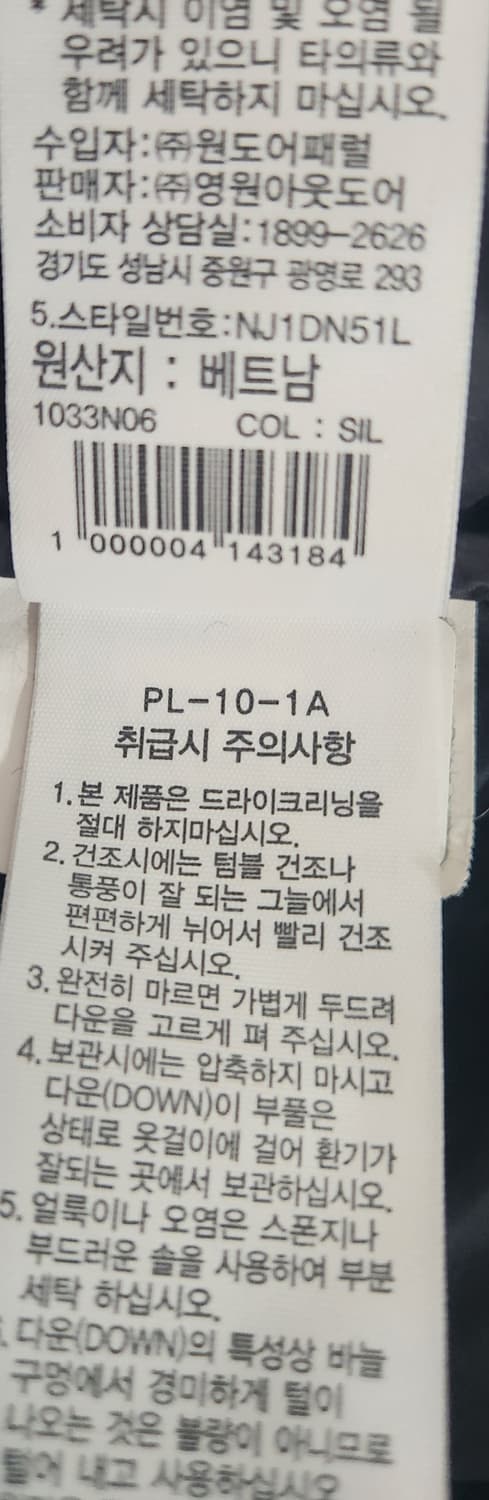 * 세탁시 이염 및 오염 될
우려가 있으니 타의류와
함께 세탁하지 마십시오.
수입자:㈜원도어패럴
판매자:㈜영원아웃도어
소비자 상담실:1899-2626
경기도 성남시 중원구 광명로 293
5.스타일번호:NJ1DN51L
원산지 : 베트남
1033N06 COL : SIL
1 000004 143184
PL-10-1A
취급시 주의사항
1.본 제품은 드라이크리닝을
절대 하지마십시오.
2.건조시에는 텀블 건조나
통풍이 잘 되는 그늘에서
편편하게 뉘어서 빨리 건조
시켜 주십시오.
3.완전히 마르면 가볍게 두드려
다운을 고르게 펴 주십시오.
4.보관시에는 압축하지 마시고
다운(DOWN)이 부풀은
상태로 옷걸이에 걸어 환기가
잘되는 곳에서 보관하십시오.
5.얼룩이나 오염은 스폰지나
부드러운 솔을 사용하여 부분
세탁 하십시오.
다운(DOWN)의 특성상 바늘
구멍에서 경미하게 털이
나오는 것은 불량이 아니므로
털어 내고 사용하십시오